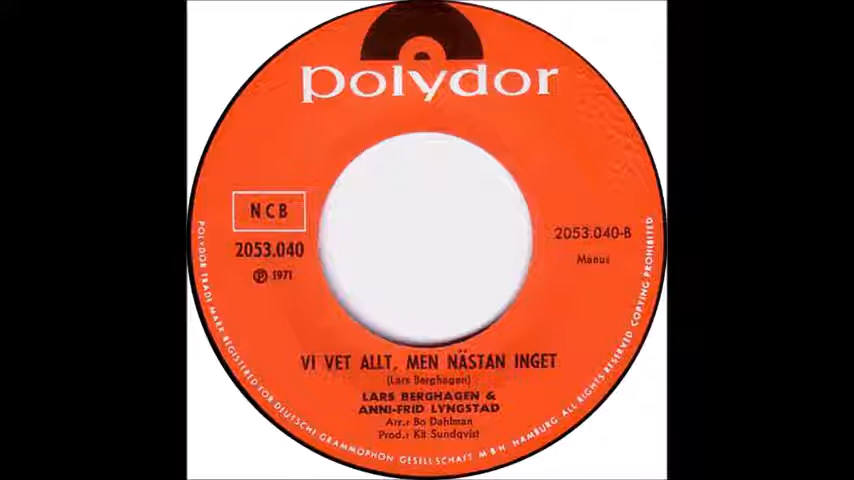 polydor
NCB
2053.040
℗ 1971
2053.040-B
Manus
VI VET ALLT, MEN NÄSTAN INGET
(Lars Berghagen)
LARS BERGHAGEN &
ANNI-FRID LYNGSTAD
Arr.: Bo Dahlman
Prod.: Kit Sundqvist
POLYDOR TRADE MARK REGISTERED FOR DEUTSCHE GRAMMOPHON GESELLSCHAFT M·B·H· HAMBURG ALL RIGHTS RESERVED COPYING PROHIBITED